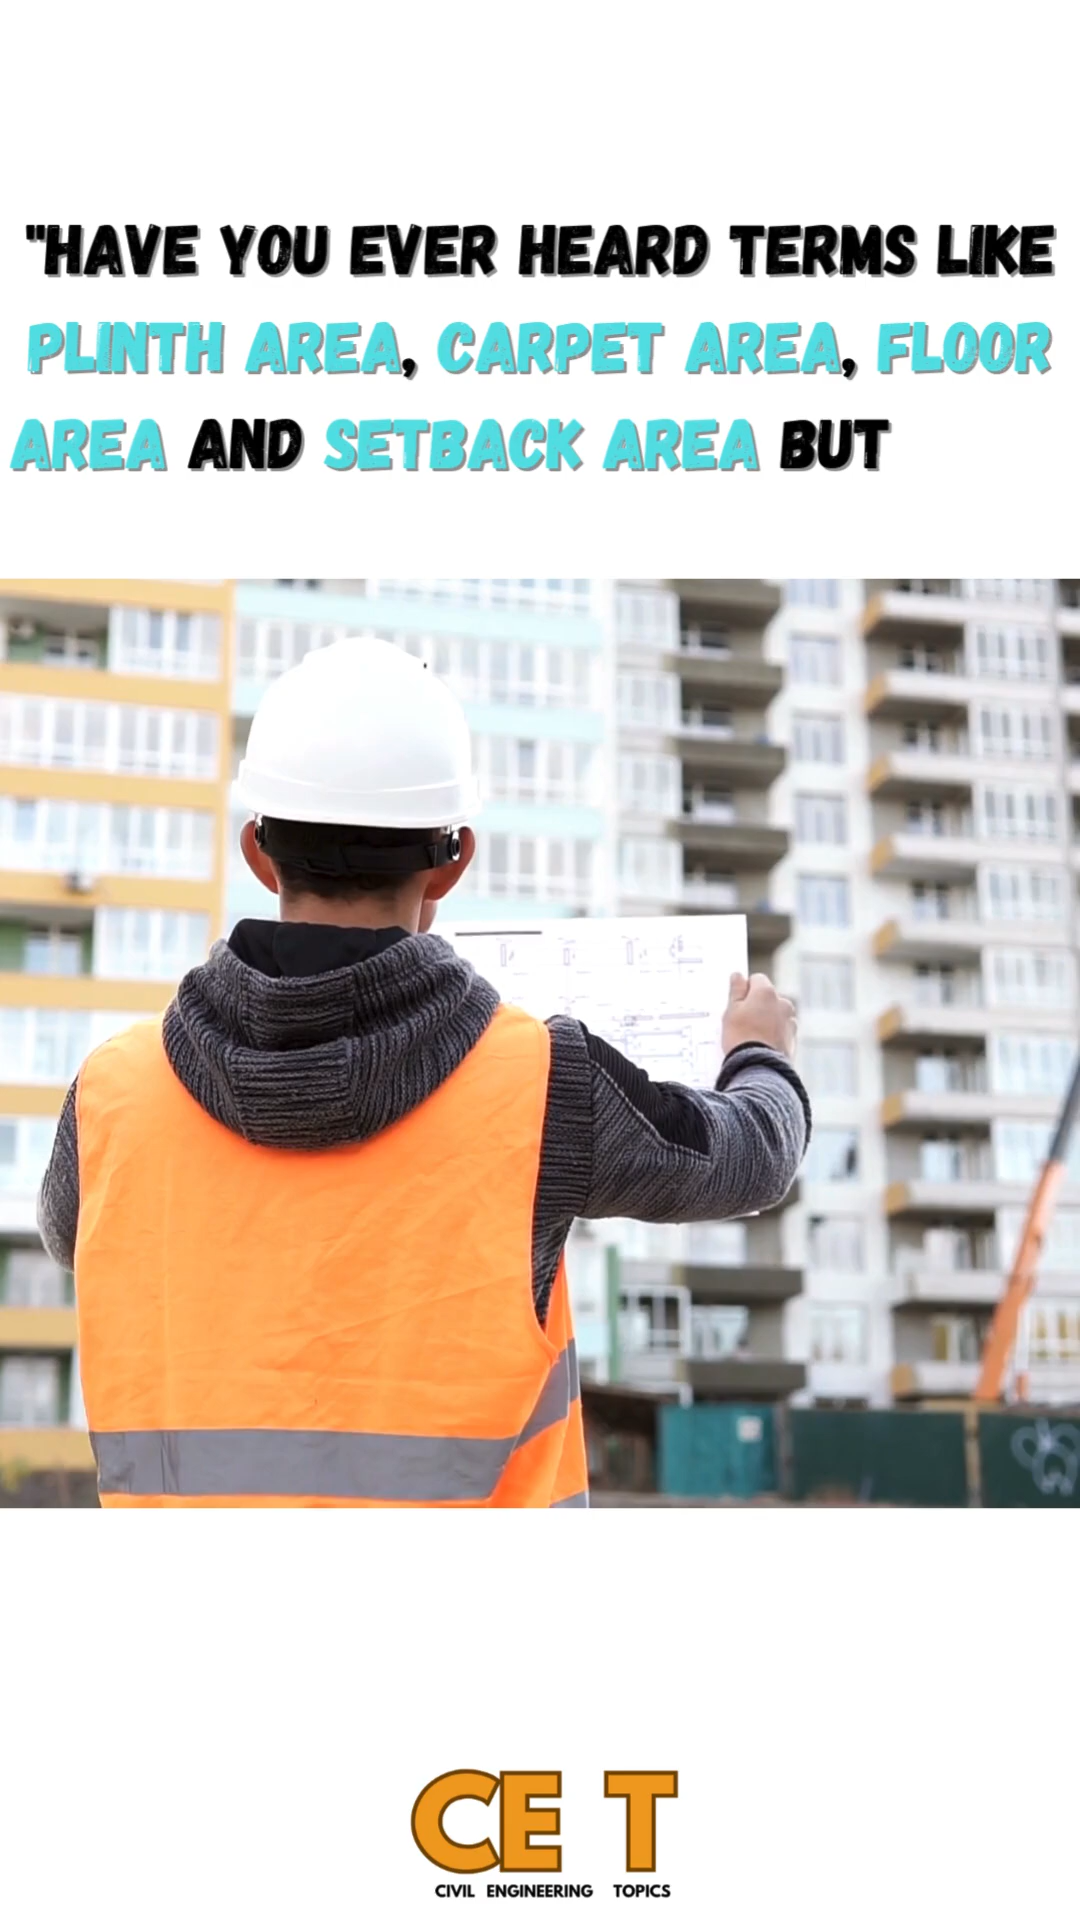 "HAVE YOU EVER HEARD TERMS LIKE
PLINTH AREA, CARPET AREA, FLOOR
AREA AND SETBACK AREA BUT
CE T
CIVIL ENGINEERING TOPICS